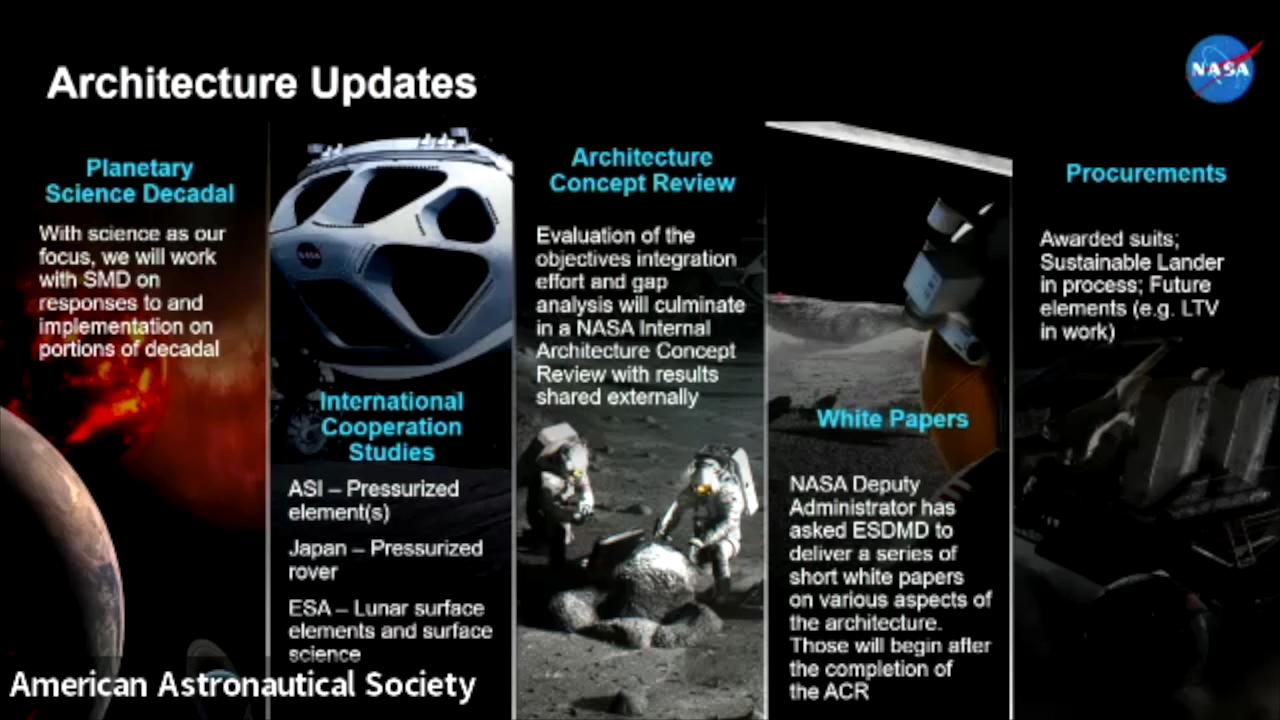 Architecture Updates
NASA
Planetary
Science Decadal
With science as our
focus, we will work
with SMD on
responses to and
implementation on
portions of decadal
NASA
International
Cooperation
Studies
ASI – Pressurized
element(s)
Japan – Pressurized
rover
ESA – Lunar surface
elements and surface
science
Architecture
Concept Review
Evaluation of the
objectives integration
effort and gap
analysis will culminate
in a NASA Internal
Architecture Concept
Review with results
shared externally
White Papers
NASA Deputy
Administrator has
asked ESDMD to
deliver a series of
short white papers
on various aspects of
the architecture.
Those will begin after
the completion of
the ACR
Procurements
Awarded suits;
Sustainable Lander
in process; Future
elements (e.g. LTV
in work)
American Astronautical Society